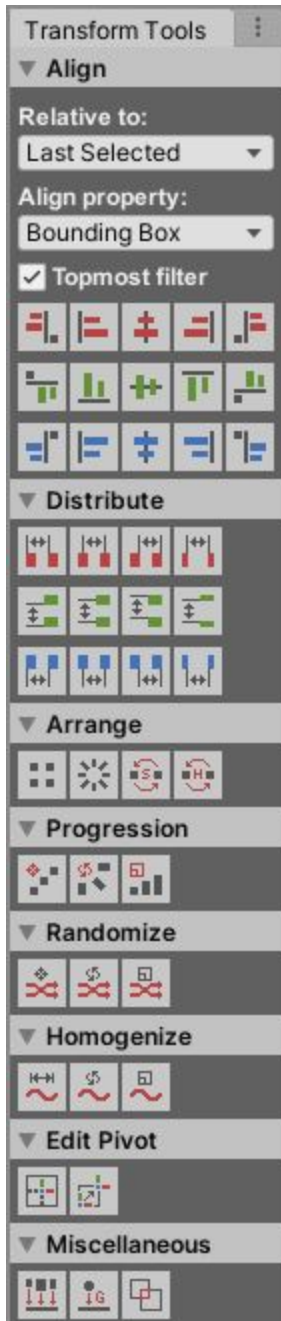 Transform Tools
Align
Relative to:
Last Selected
Align property:
Bounding Box
Topmost filter
Distribute
Arrange
S
H
Progression
Randomize
Homogenize
Edit Pivot
Miscellaneous
G